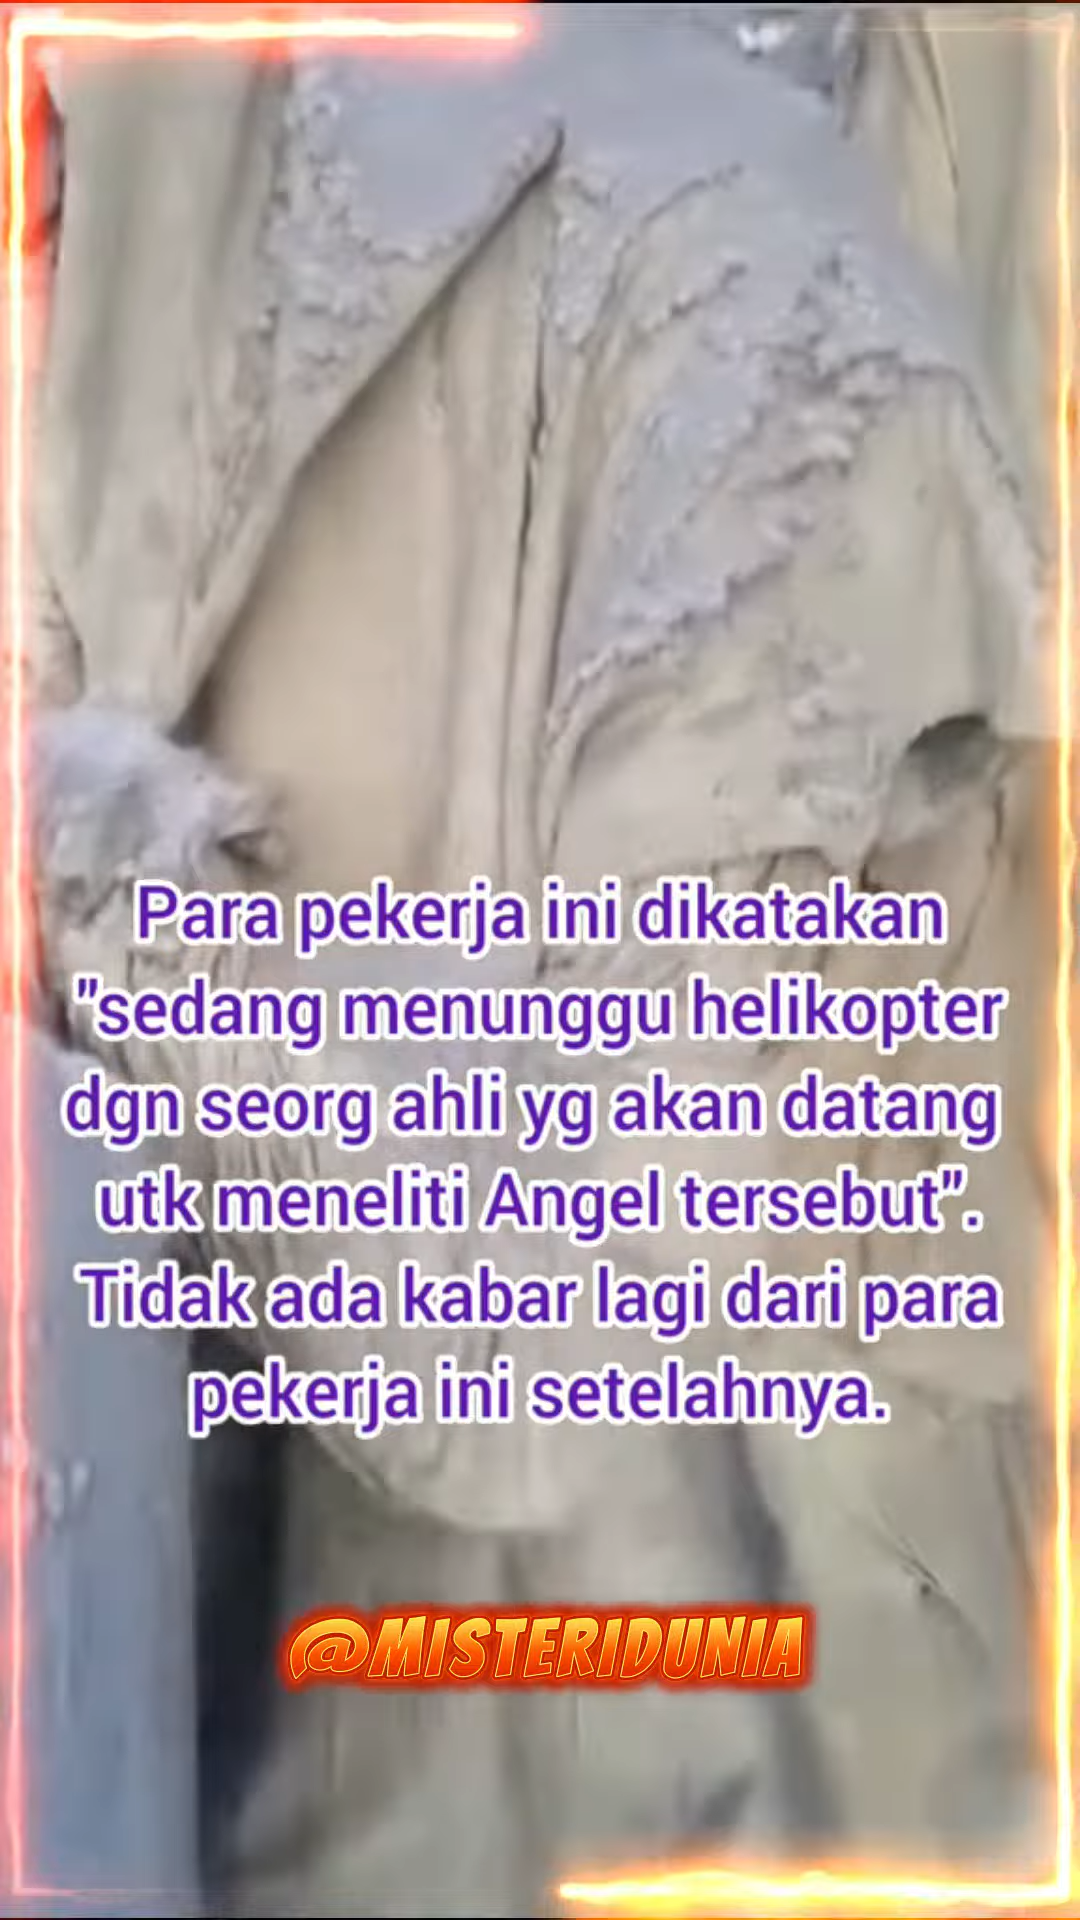 Para pekerja ini dikatakan
"sedang menunggu helikopter
dgn seorg ahli yg akan datang
utk meneliti Angel tersebut".
Tidak ada kabar lagi dari para
pekerja ini setelahnya.
@MISTERIDUNIA